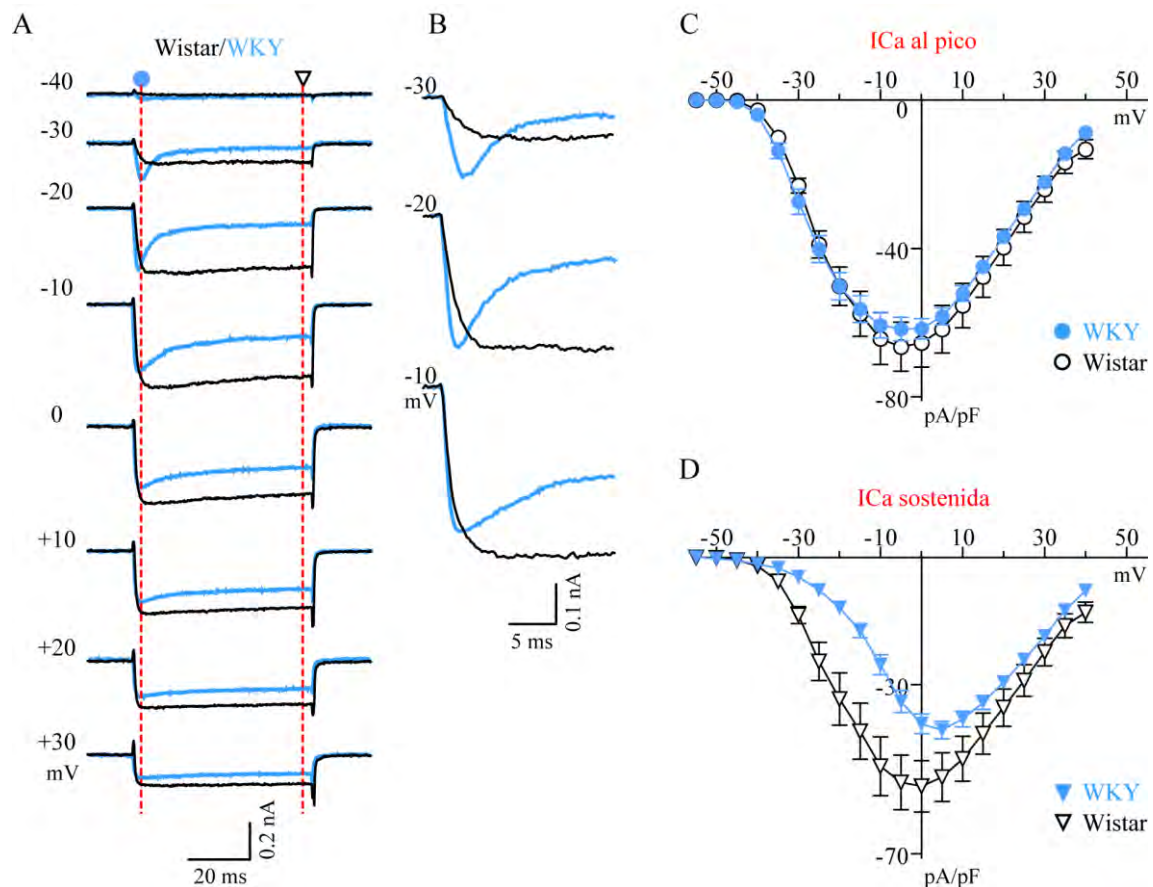 A
Wistar/WKY
-40
-30
-20
-10
0
+10
+20
+30
mV
0.2 nA
20 ms
B
-30
-20
-10
mV
0.1 nA
5 ms
C
ICa al pico
-50 -30 -10 10 30 50
0 mV
-40
WKY
Wistar
-80
pA/pF
D
ICa sostenida
-50 -30 -10 10 30 50
mV
-30
WKY
Wistar
-70
pA/pF